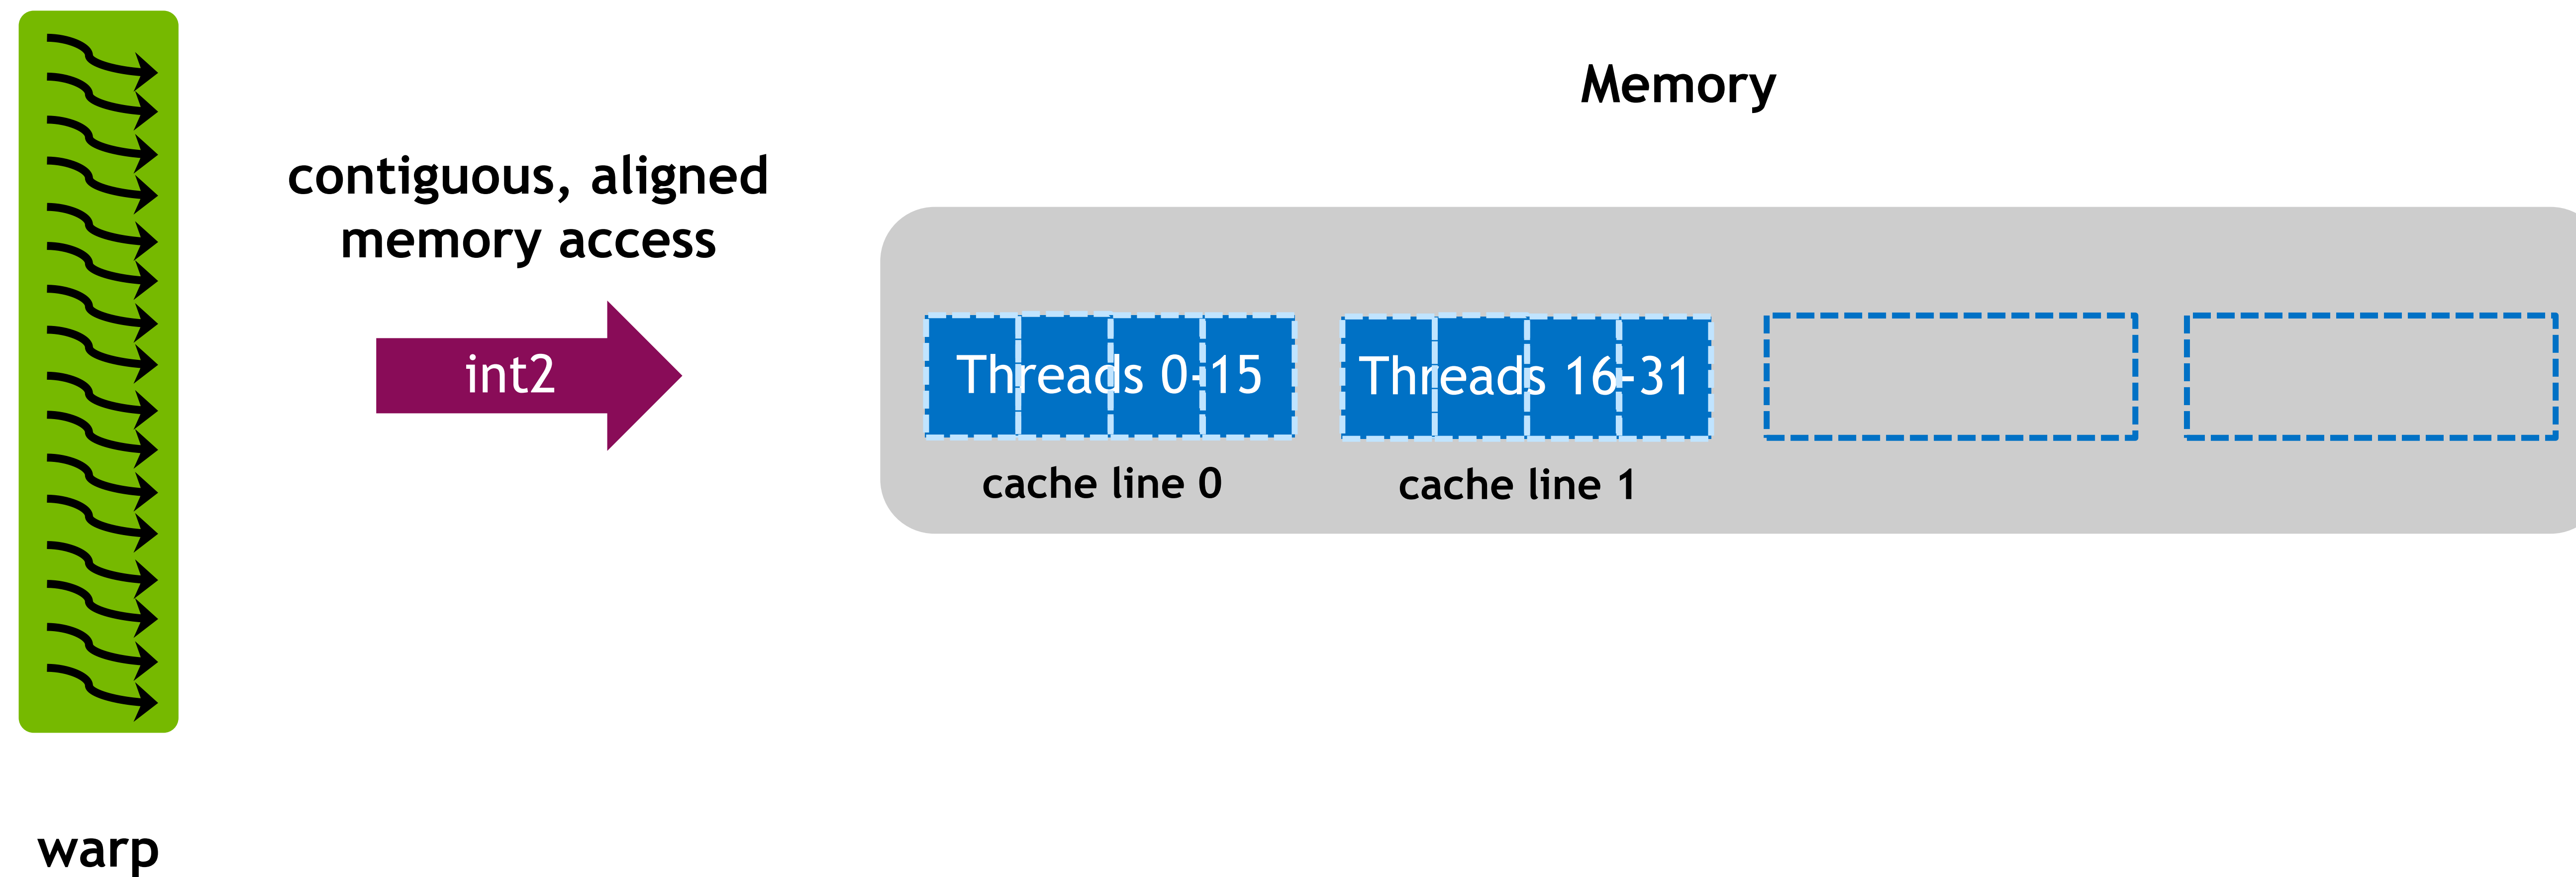 Memory
contiguous, aligned
memory access
int2
Threads 0-15
Threads 16-31
cache line 0
cache line 1
warp